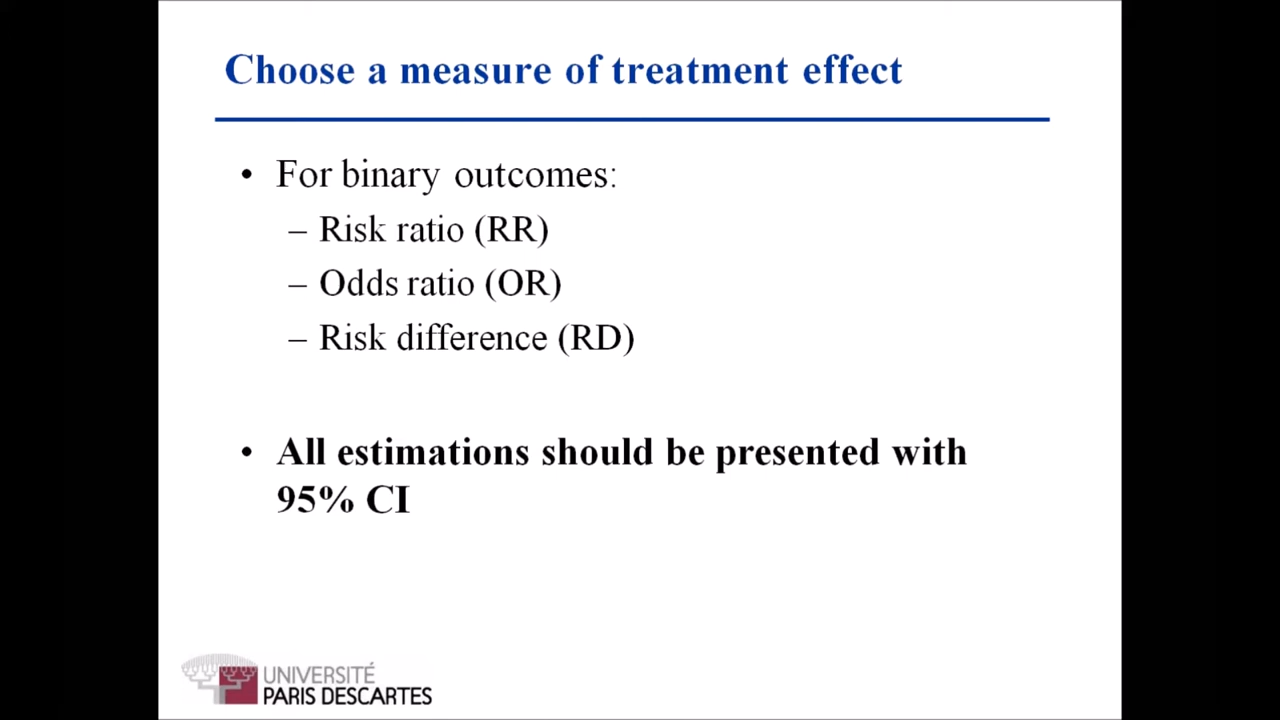 Choose a measure of treatment effect
• For binary outcomes:
– Risk ratio (RR)
– Odds ratio (OR)
– Risk difference (RD)
• All estimations should be presented with
95% CI
UNIVERSITÉ
PARIS DESCARTES